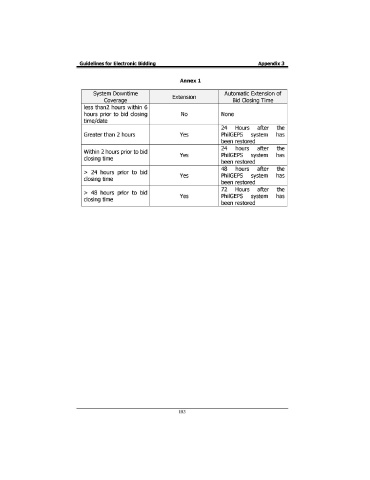 Guidelines for Electronic Bidding Appendix 3
Annex 1
System Downtime
Coverage
Extension
Automatic Extension of
Bid Closing Time
less than2 hours within 6
hours prior to bid closing
time/date
No
None
Greater than 2 hours
Yes
24 Hours after the
PhilGEPS system has
been restored
Within 2 hours prior to bid
closing time
Yes
24 hours after the
PhilGEPS system has
been restored
> 24 hours prior to bid
closing time
Yes
48 hours after the
PhilGEPS system has
been restored
> 48 hours prior to bid
closing time
Yes
72 Hours after the
PhilGEPS system has
been restored